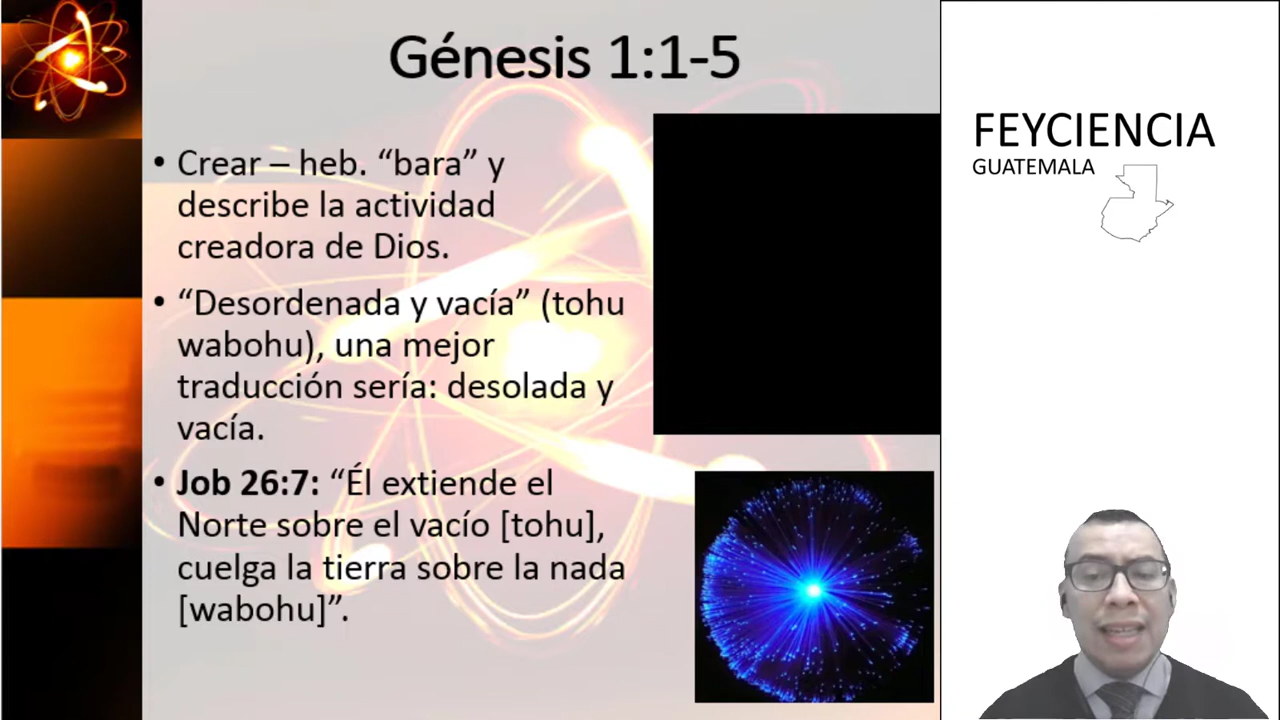 Génesis 1:1-5
• Crear – heb. “bara” y
describe la actividad
creadora de Dios.
• “Desordenada y vacía” (tohu
wabohu), una mejor
traducción sería: desolada y
vacía.
• Job 26:7: “Él extiende el
Norte sobre el vacío [tohu],
cuelga la tierra sobre la nada
[wabohu]”.
FEYCIENCIA
GUATEMALA